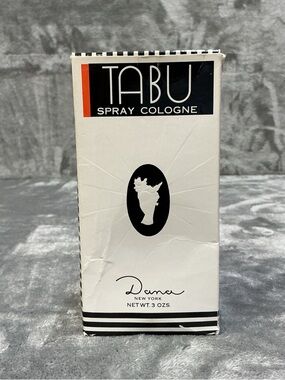 TABU
SPRAY COLOGNE
Dana
NEW YORK
NET WT. 3 OZS